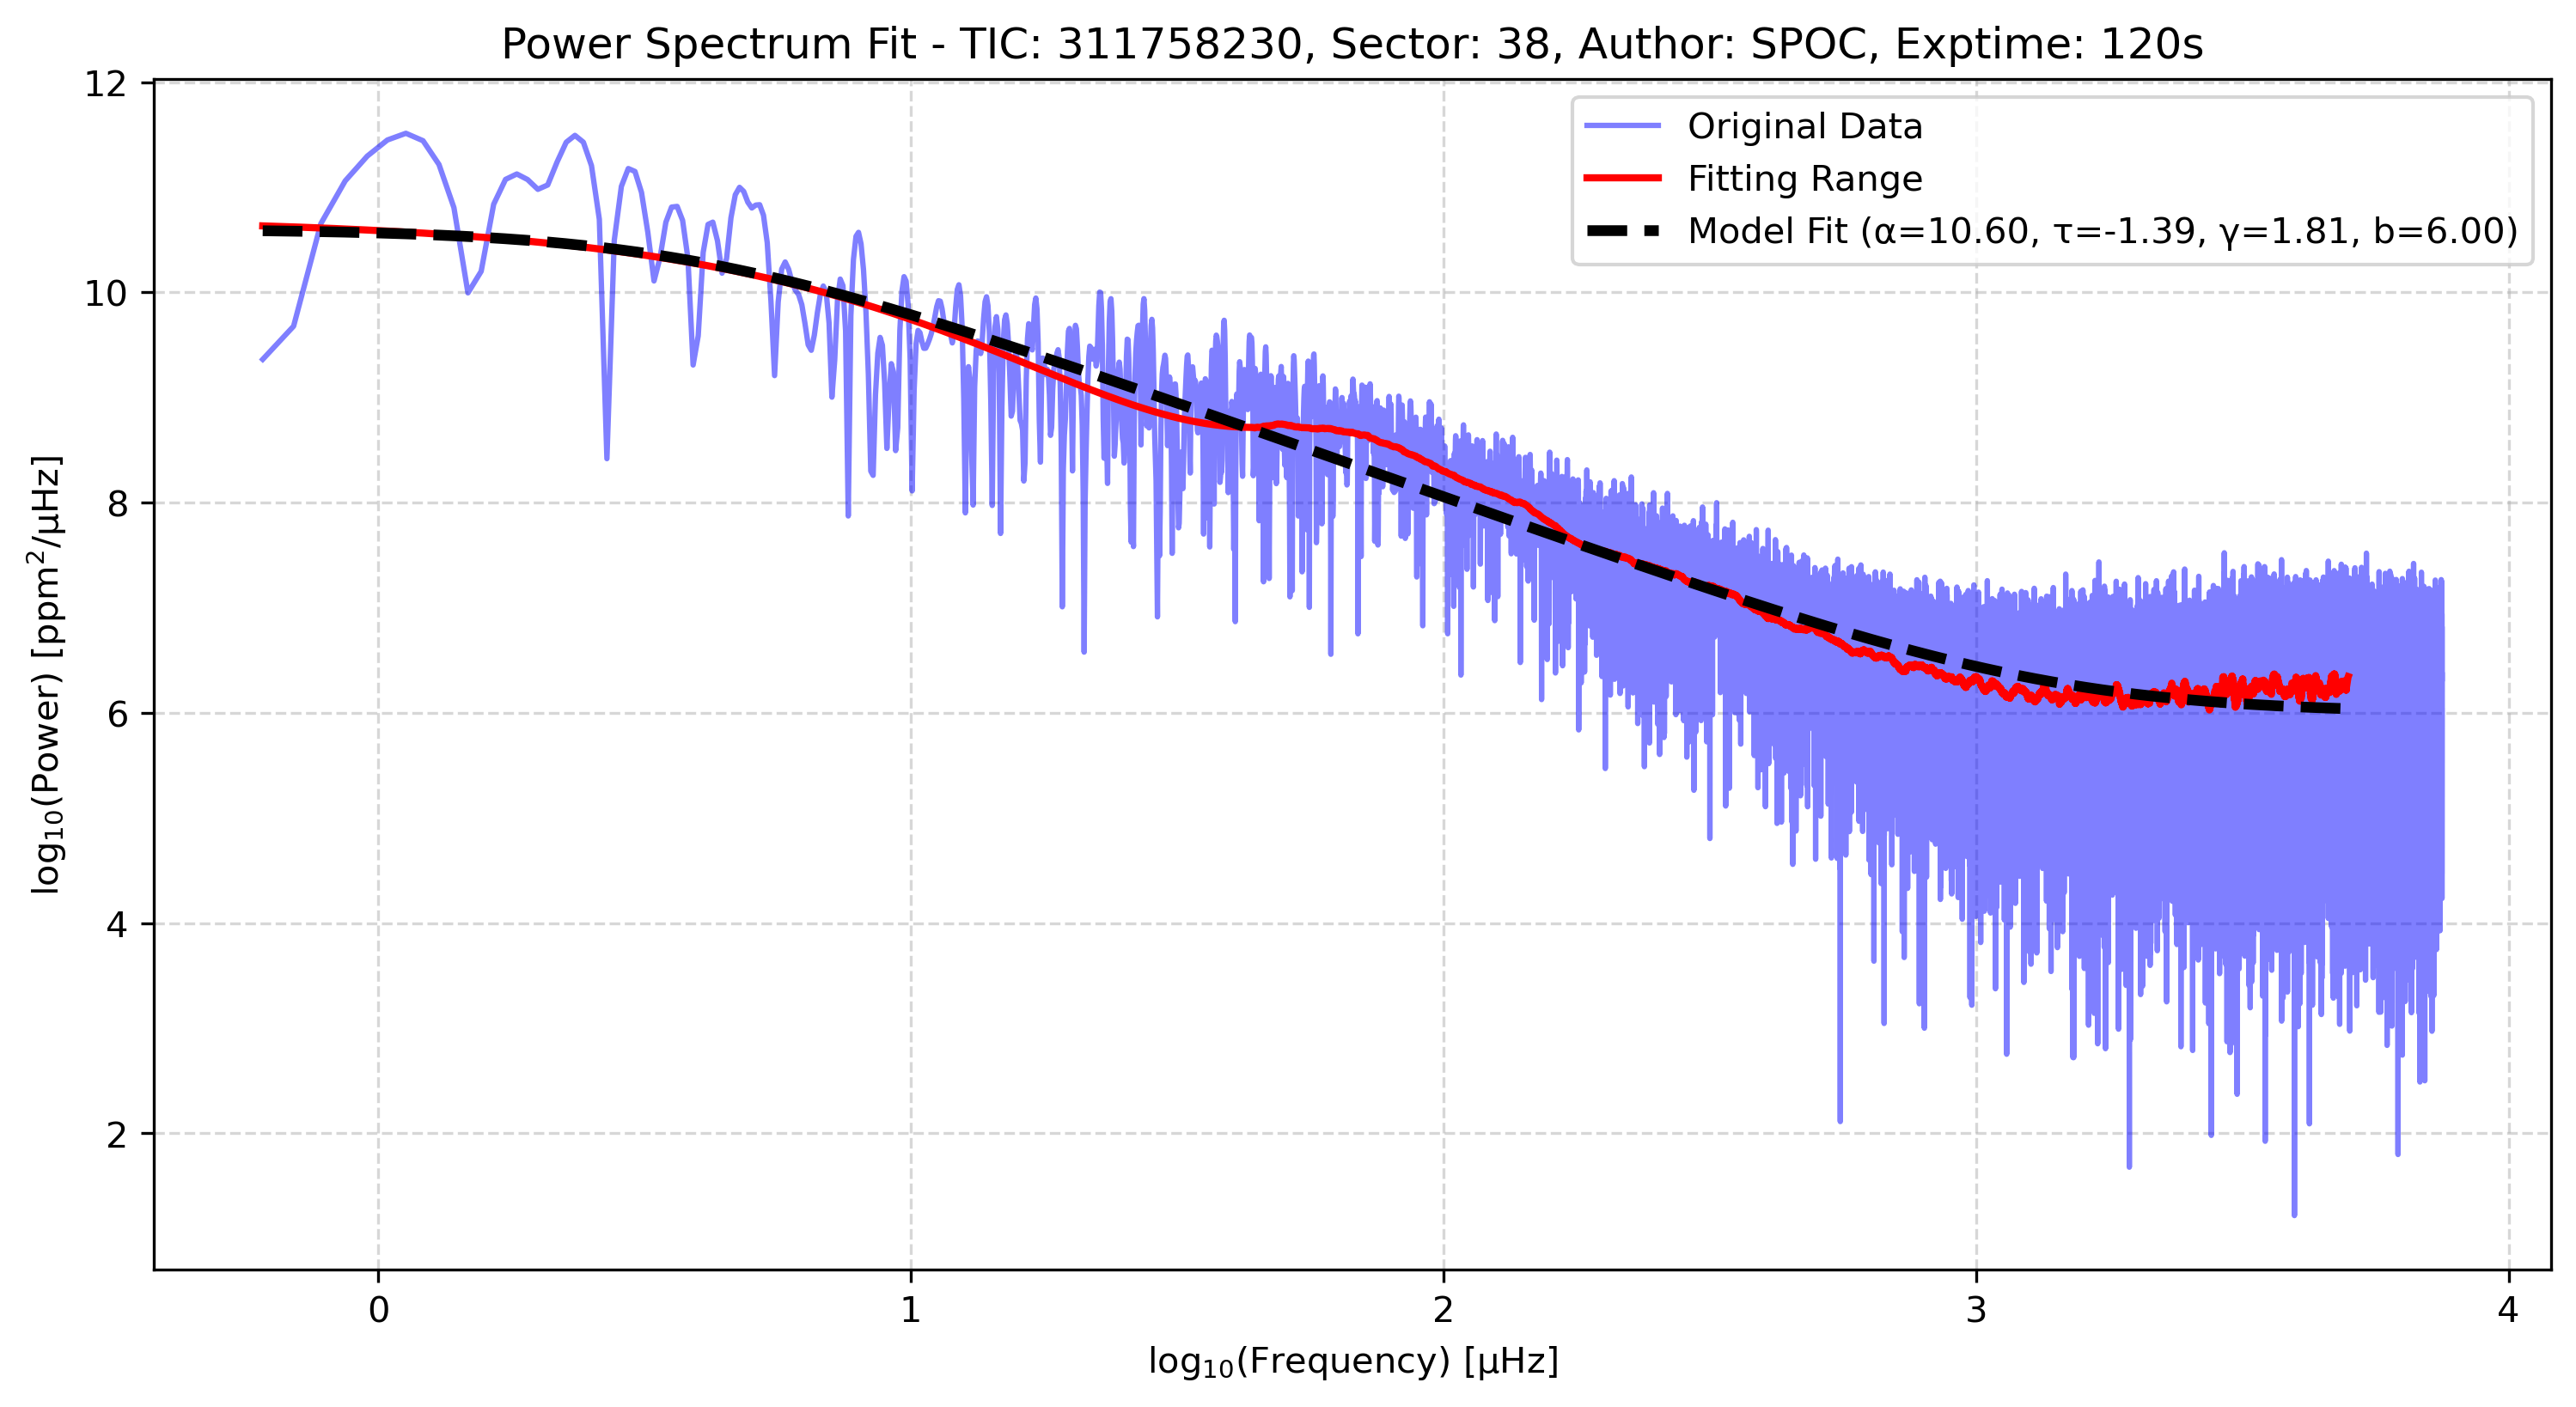 Power Spectrum Fit - TIC: 311758230, Sector: 38, Author: SPOC, Exptime: 120s
Original Data
Fitting Range
Model Fit (α=10.60, τ=-1.39, γ=1.81, b=6.00)
log₁₀(Power) [ppm²/μHz]
12
10
8
6
4
2
0 1 2 3 4
log₁₀(Frequency) [μHz]